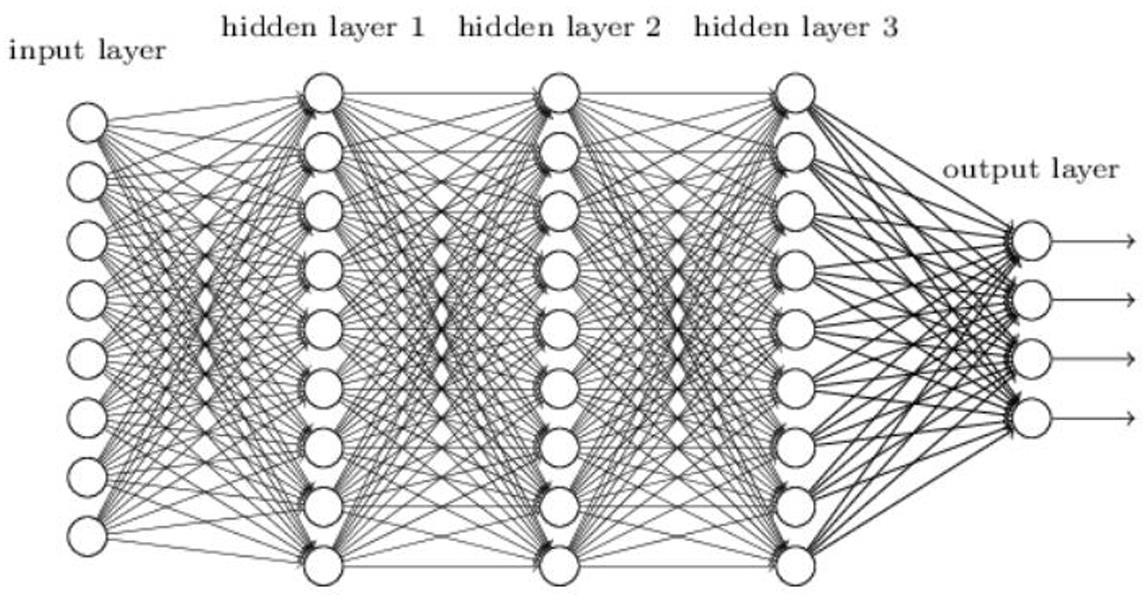 input layer
hidden layer 1
hidden layer 2
hidden layer 3
output layer